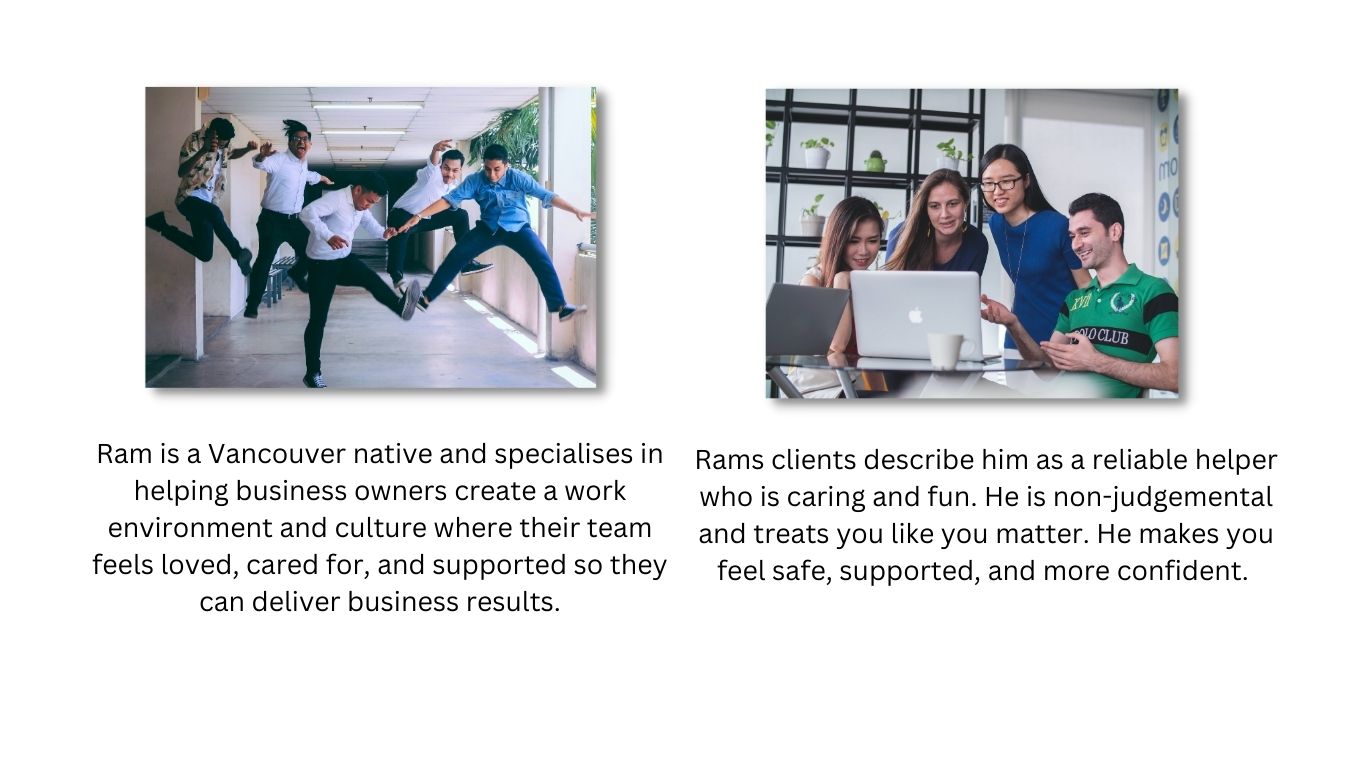 XVII
POLO CLUB
Ram is a Vancouver native and specialises in
helping business owners create a work
environment and culture where their team
feels loved, cared for, and supported so they
can deliver business results.
Rams clients describe him as a reliable helper
who is caring and fun. He is non-judgemental
and treats you like you matter. He makes you
feel safe, supported, and more confident.